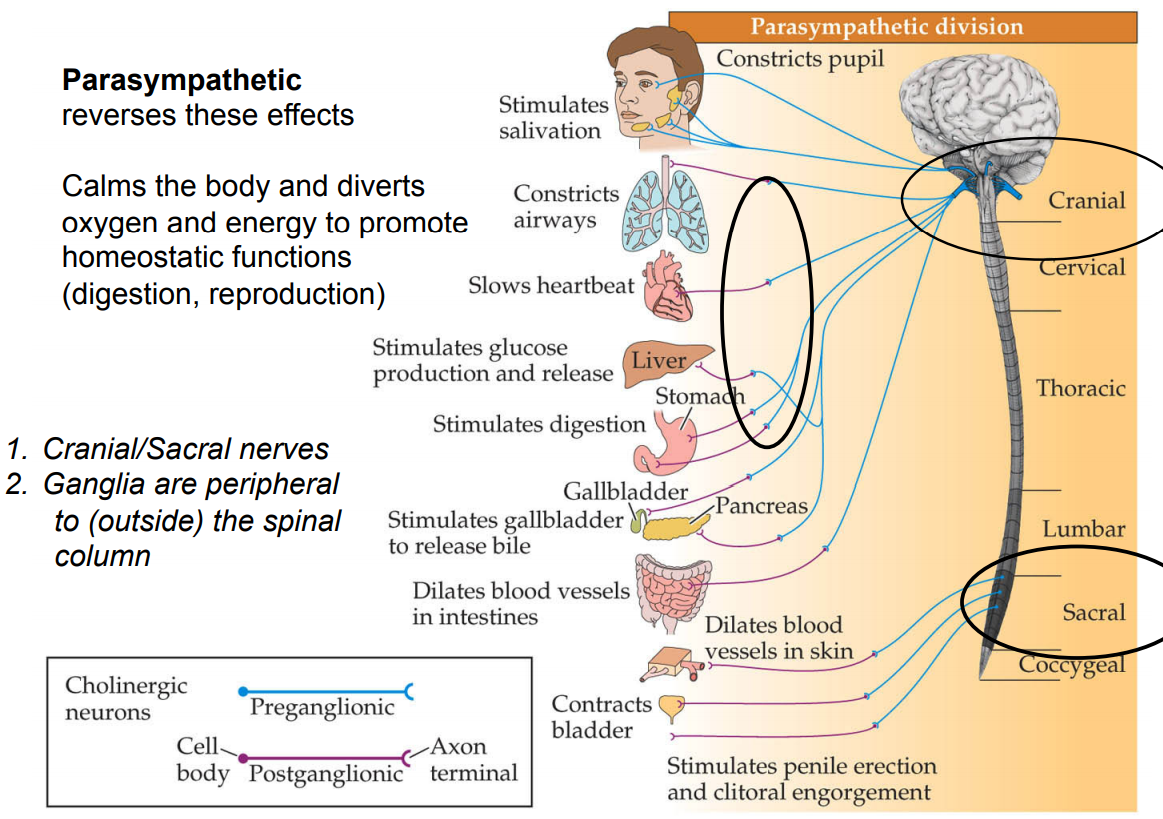 Parasympathetic division
Parasympathetic
reverses these effects
Calms the body and diverts
oxygen and energy to promote
homeostatic functions
(digestion, reproduction)
1. Cranial/Sacral nerves
2. Ganglia are peripheral
to (outside) the spinal
column
Constricts pupil
Stimulates
salivation
Constricts
airways
Slows heartbeat
Stimulates glucose
production and release
Liver
Stomach
Stimulates digestion
Gallbladder
Pancreas
Stimulates gallbladder
to release bile
Dilates blood vessels
in intestines
Dilates blood
vessels in skin
Contracts
bladder
Stimulates penile erection
and clitoral engorgement
Cranial
Cervical
Thoracic
Lumbar
Sacral
Coccygeal
Cholinergic
neurons
Preganglionic
Cell
body
Postganglionic
Axon
terminal